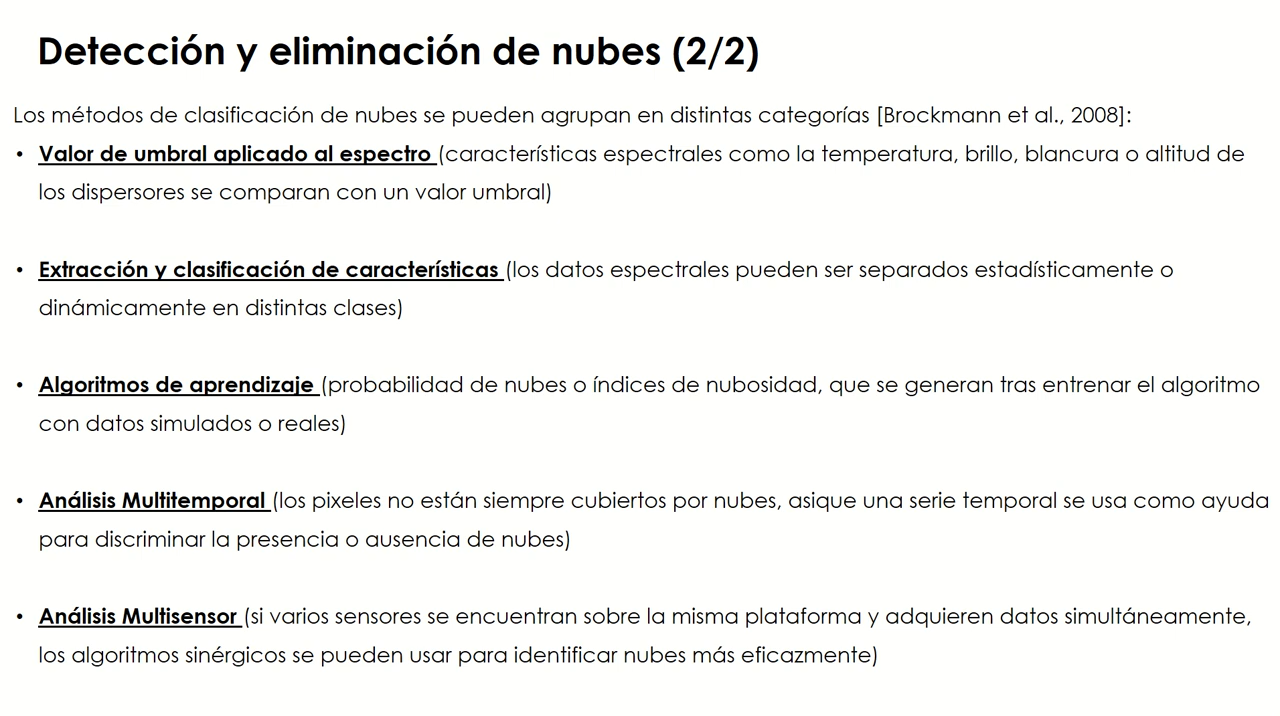 Detección y eliminación de nubes (2/2)
Los métodos de clasificación de nubes se pueden agrupan en distintas categorías [Brockmann et al., 2008]:
• Valor de umbral aplicado al espectro (características espectrales como la temperatura, brillo, blancura o altitud de
los dispersores se comparan con un valor umbral)
• Extracción y clasificación de características (los datos espectrales pueden ser separados estadísticamente o
dinámicamente en distintas clases)
• Algoritmos de aprendizaje (probabilidad de nubes o índices de nubosidad, que se generan tras entrenar el algoritmo
con datos simulados o reales)
• Análisis Multitemporal (los pixeles no están siempre cubiertos por nubes, asique una serie temporal se usa como ayuda
para discriminar la presencia o ausencia de nubes)
• Análisis Multisensor (si varios sensores se encuentran sobre la misma plataforma y adquieren datos simultáneamente,
los algoritmos sinérgicos se pueden usar para identificar nubes más eficazmente)